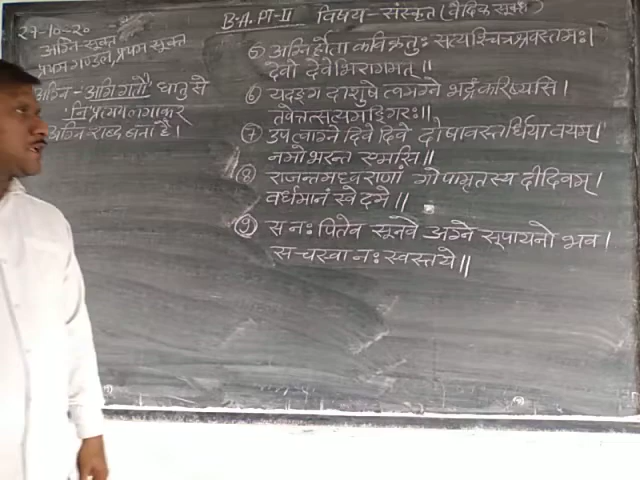 27-10-20
B.A. PT-II विषय-संस्कृत (वैदिक सूक्त)
अग्नि सूक्त
प्रथम मण्डल, प्रथम सूक्त
अग्नि- अगि गतौ धातु से
नि प्रत्यय लगाकर
अग्नि शब्द बना है।
⑤ अग्निर्होता कविक्रतुः सत्यश्चित्रश्रवस्तमः।
देवो देवेभिरागमत्॥
⑥ यदङ्ग दाशुषे त्वमग्ने भद्रं करिष्यसि।
तवेत्तत्सत्यमङ्गिरः॥
⑦ उप त्वाग्ने दिवे दिवे दोषावस्तर्धिया वयम्।
नमो भरन्त एमसि॥
⑧ राजन्तमध्वराणां गोपामृतस्य दीदिवम्।
वर्धमानं स्वे दमे॥
⑨ स नः पितेव सूनवे अग्ने सूपायनो भव।
सचस्वा नः स्वस्तये॥